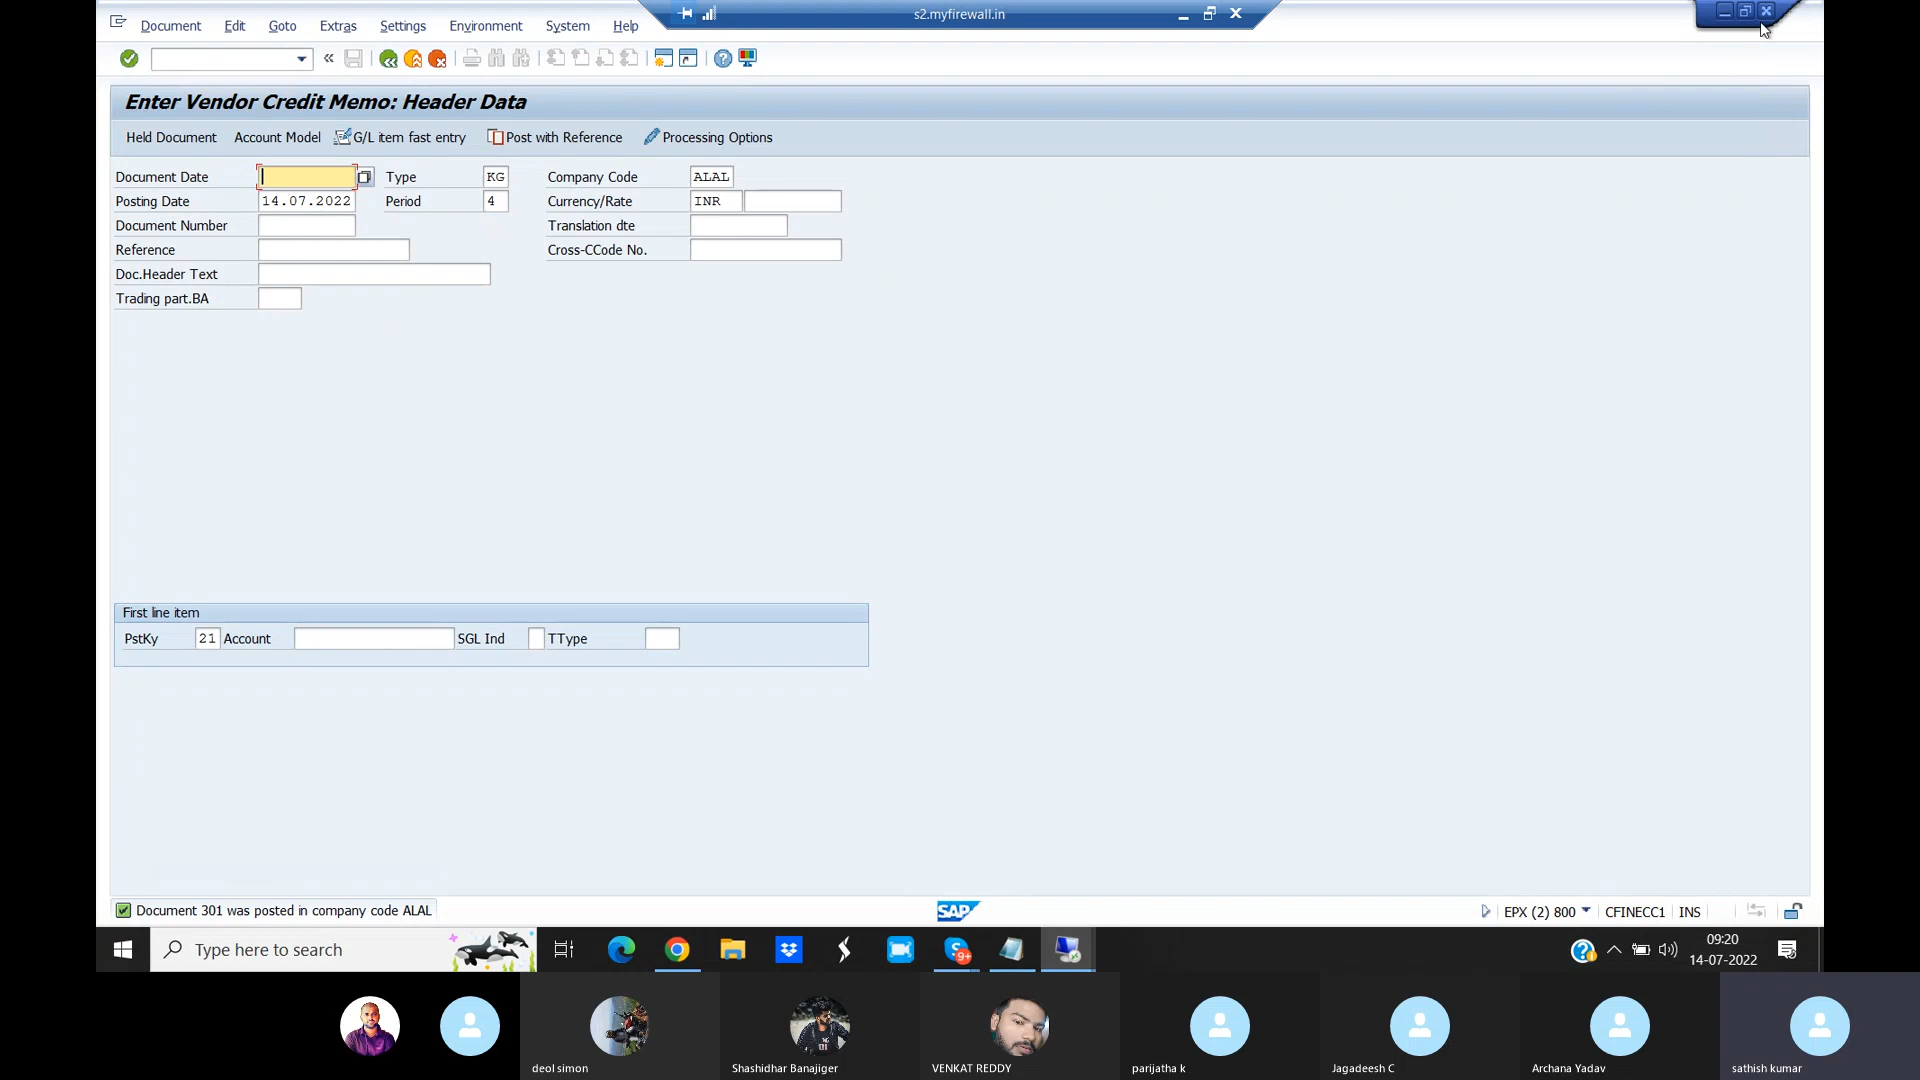 s2.myfirewall.in
Document Edit Goto Extras Settings Environment System Help
Enter Vendor Credit Memo: Header Data
Held Document Account Model G/L item fast entry Post with Reference Processing Options
Document Date Type KG Company Code ALAL
Posting Date 14.07.2022 Period 4 Currency/Rate INR
Document Number Translation dte
Reference Cross-CCode No.
Doc.Header Text
Trading part.BA
First line item
PstKy 21 Account SGL Ind TType
Document 301 was posted in company code ALAL
SAP
EPX (2) 800 CFINECC1 INS
Type here to search
9+
09:20
14-07-2022
deol simon
Shashidhar Banajiger
VENKAT REDDY
parijatha k
Jagadeesh C
Archana Yadav
sathish kumar